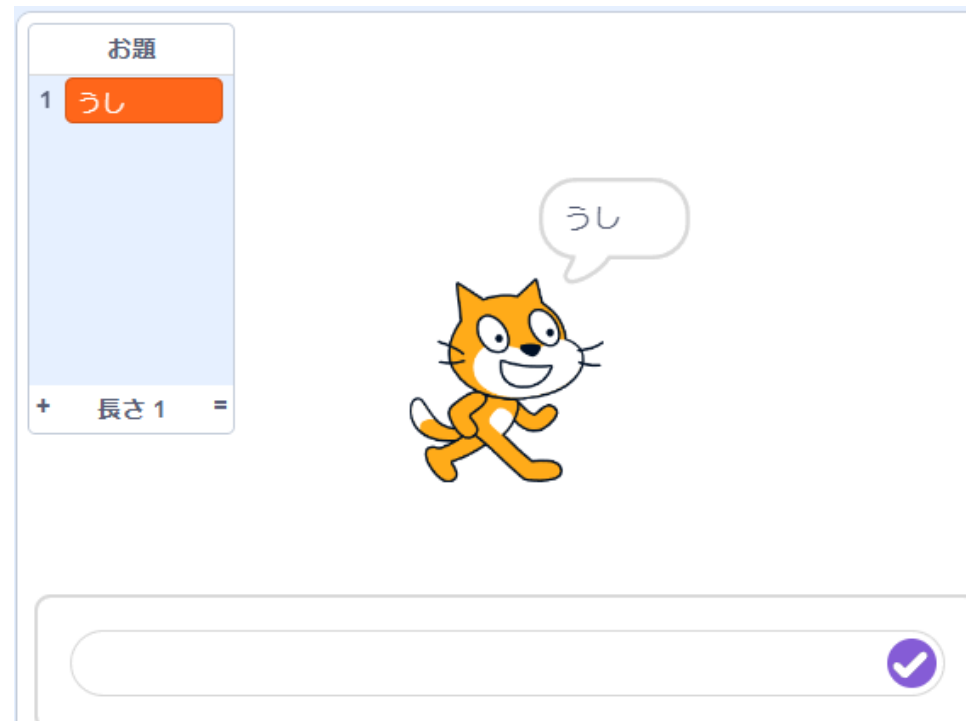 お題
1 うし
うし
+ 長さ 1 =